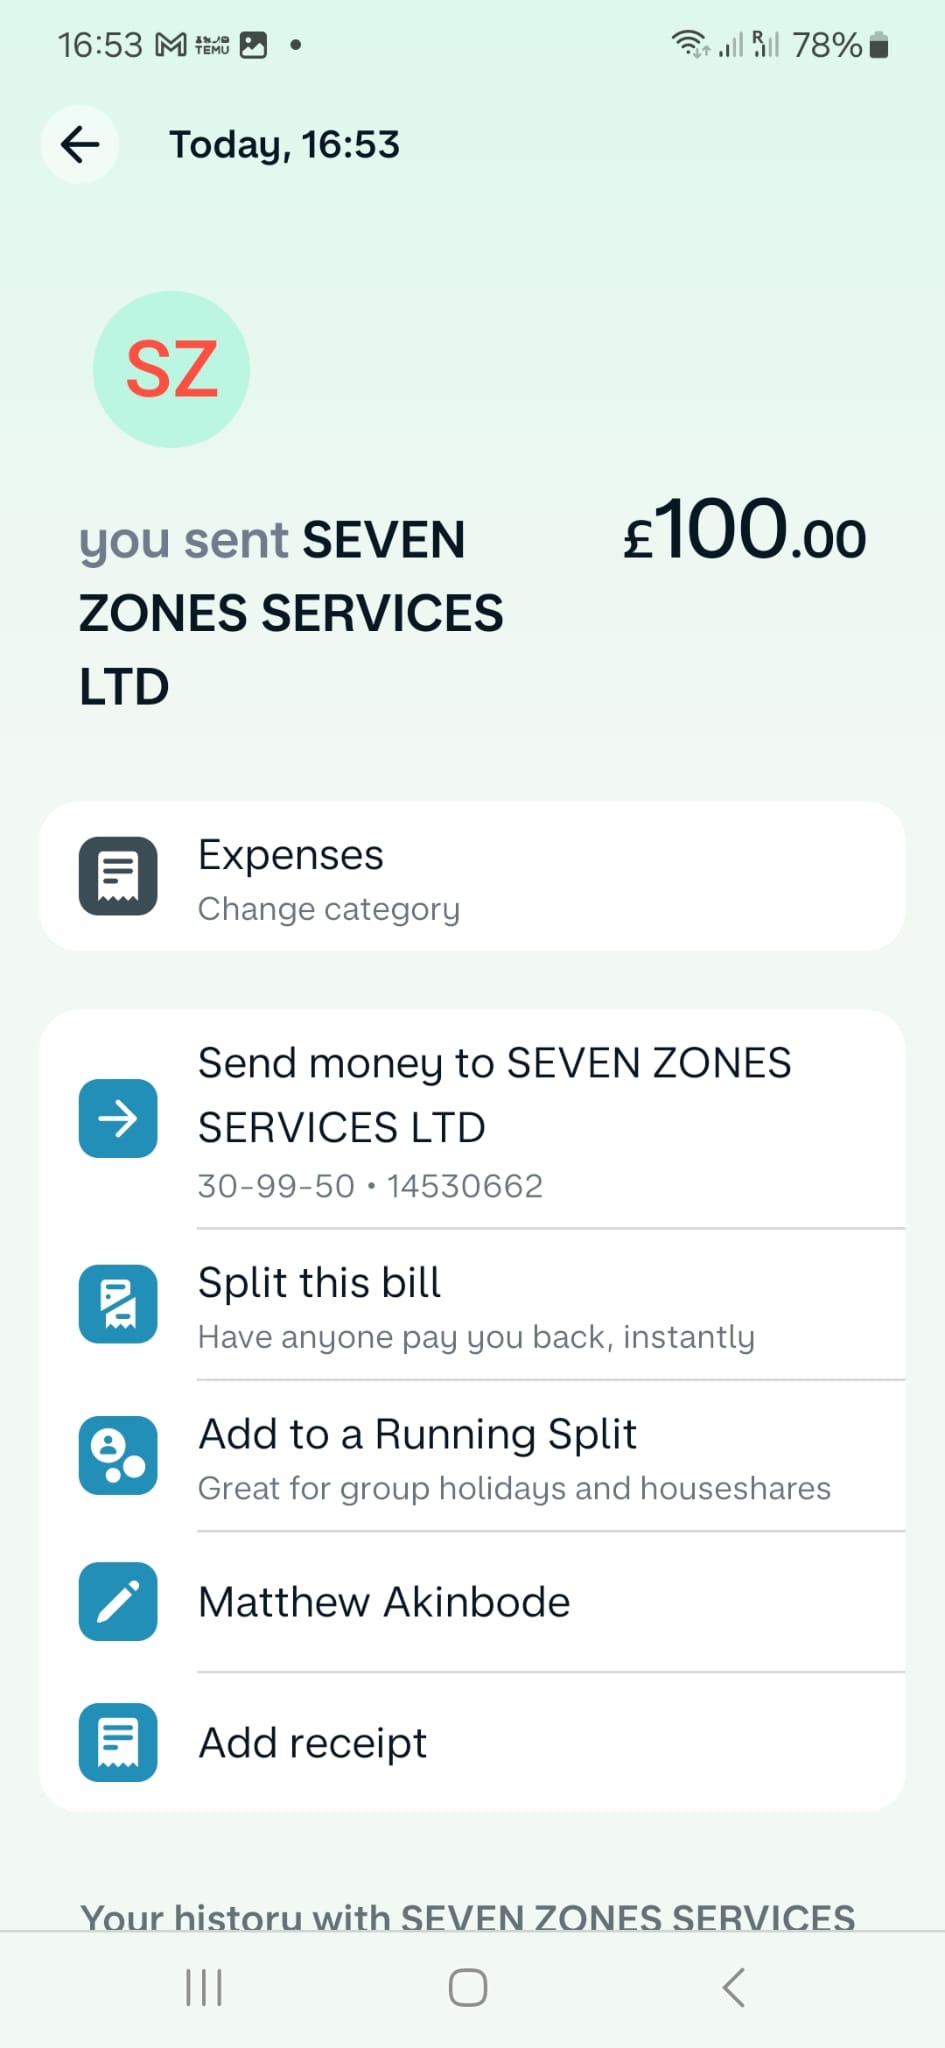 16:53 TEMU 78%
Today, 16:53
SZ
you sent SEVEN £100.00
ZONES SERVICES
LTD
Expenses
Change category
Send money to SEVEN ZONES
SERVICES LTD
30-99-50 • 14530662
Split this bill
Have anyone pay you back, instantly
Add to a Running Split
Great for group holidays and houseshares
Matthew Akinbode
Add receipt
Your history with SEVEN ZONES SERVICES